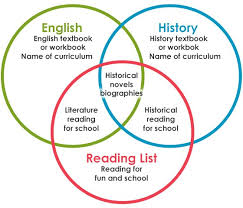 English
English textbook
or workbook
Name of curriculum
History
History textbook
or workbook
Name of curriculum
Historical
novels
biographies
Literature
reading
for school
Historical
reading
for school
Reading List
Reading for
fun and school